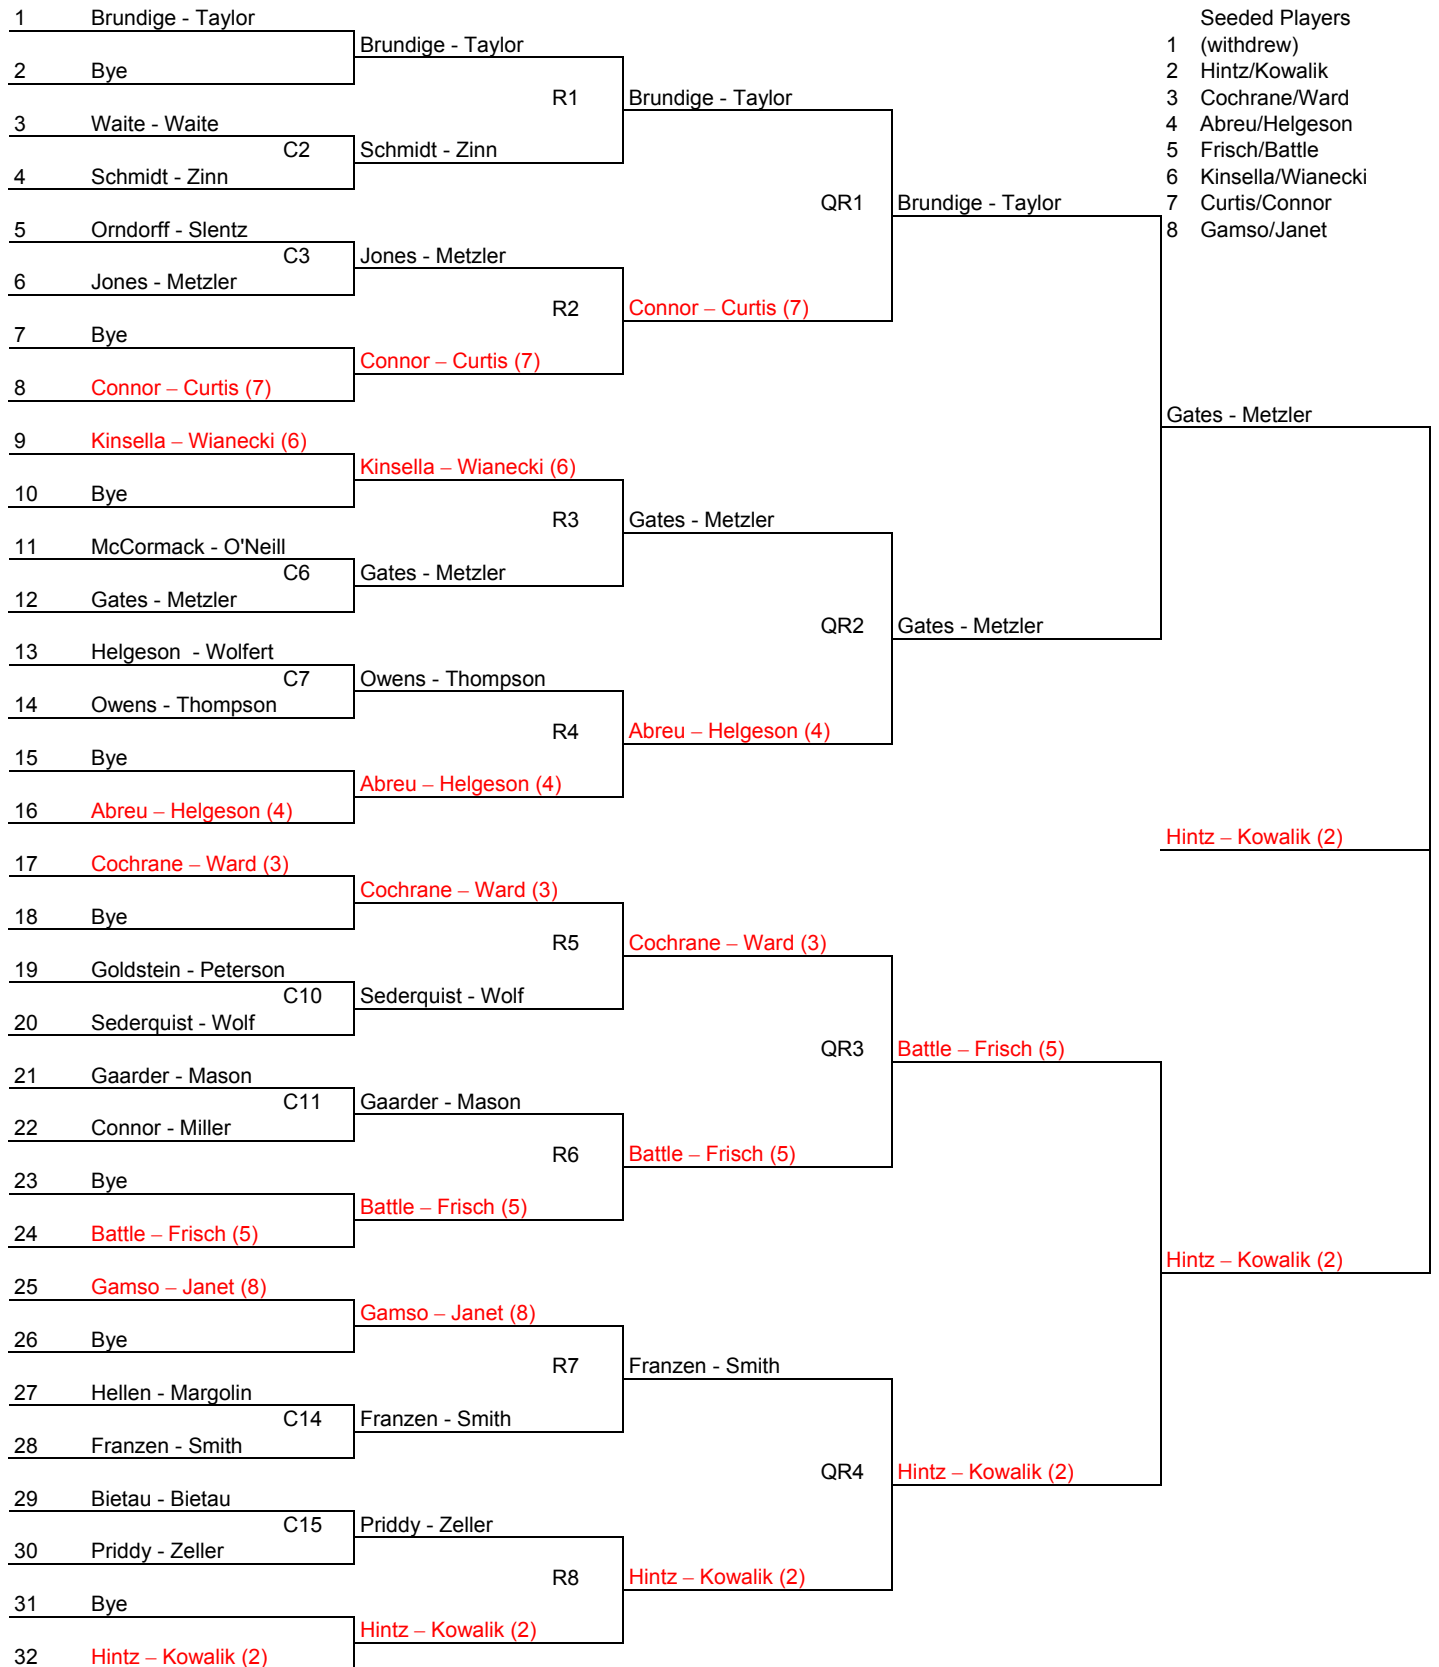 1 Brundige - Taylor Seeded Players
Brundige - Taylor 1 (withdrew)
2 Bye 2 Hintz/Kowalik
R1 Brundige - Taylor 3 Cochrane/Ward
3 Waite - Waite 4 Abreu/Helgeson
C2 Schmidt - Zinn 5 Frisch/Battle
4 Schmidt - Zinn 6 Kinsella/Wianecki
QR1 Brundige - Taylor 7 Curtis/Connor
5 Orndorff - Slentz 8 Gamso/Janet
C3 Jones - Metzler
6 Jones - Metzler
R2 Connor – Curtis (7)
7 Bye
Connor – Curtis (7)
8 Connor – Curtis (7)
Gates - Metzler
9 Kinsella – Wianecki (6)
Kinsella – Wianecki (6)
10 Bye
R3 Gates - Metzler
11 McCormack - O'Neill
C6 Gates - Metzler
12 Gates - Metzler
QR2 Gates - Metzler
13 Helgeson - Wolfert
C7 Owens - Thompson
14 Owens - Thompson
R4 Abreu – Helgeson (4)
15 Bye
Abreu – Helgeson (4)
16 Abreu – Helgeson (4)
Hintz – Kowalik (2)
17 Cochrane – Ward (3)
Cochrane – Ward (3)
18 Bye
R5 Cochrane – Ward (3)
19 Goldstein - Peterson
C10 Sederquist - Wolf
20 Sederquist - Wolf
QR3 Battle – Frisch (5)
21 Gaarder - Mason
C11 Gaarder - Mason
22 Connor - Miller
R6 Battle – Frisch (5)
23 Bye
Battle – Frisch (5)
24 Battle – Frisch (5)
Hintz – Kowalik (2)
25 Gamso – Janet (8)
Gamso – Janet (8)
26 Bye
R7 Franzen - Smith
27 Hellen - Margolin
C14 Franzen - Smith
28 Franzen - Smith
QR4 Hintz – Kowalik (2)
29 Bietau - Bietau
C15 Priddy - Zeller
30 Priddy - Zeller
R8 Hintz – Kowalik (2)
31 Bye
Hintz – Kowalik (2)
32 Hintz – Kowalik (2)